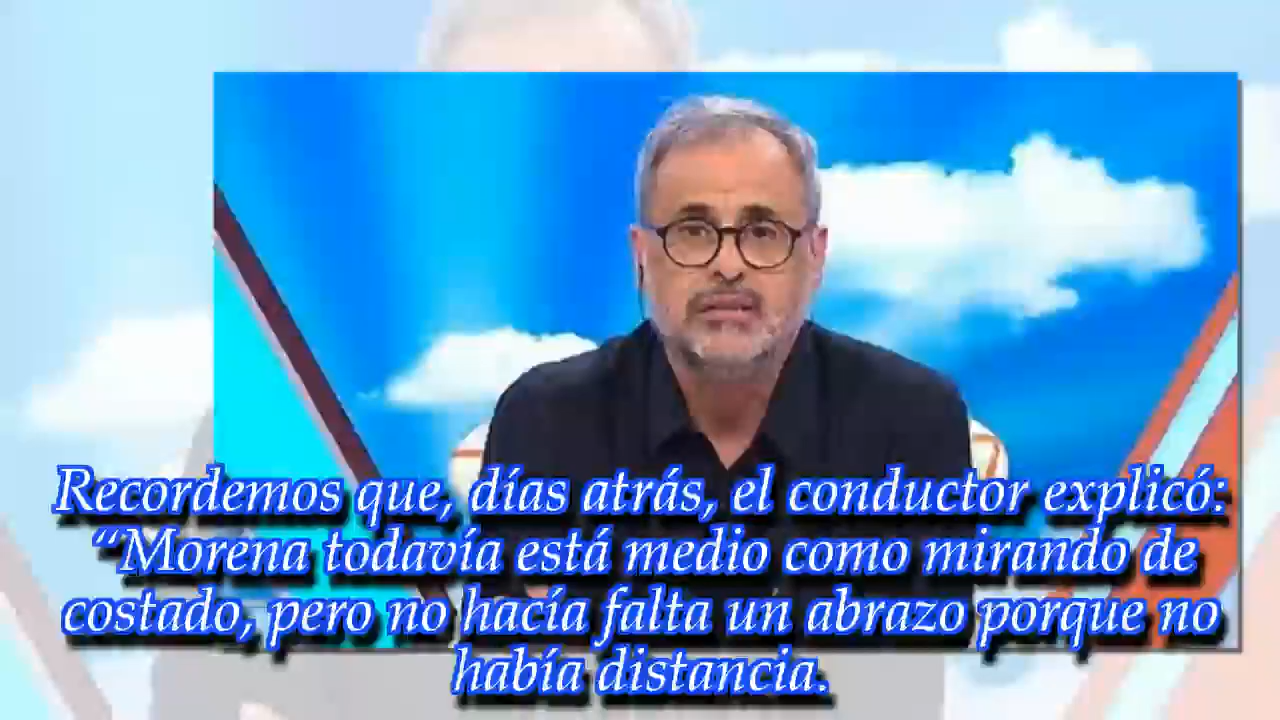 Recordemos que, días atrás, el conductor explicó:
“Morena todavía está medio como mirando de
costado, pero no hacía falta un abrazo porque no
había distancia.